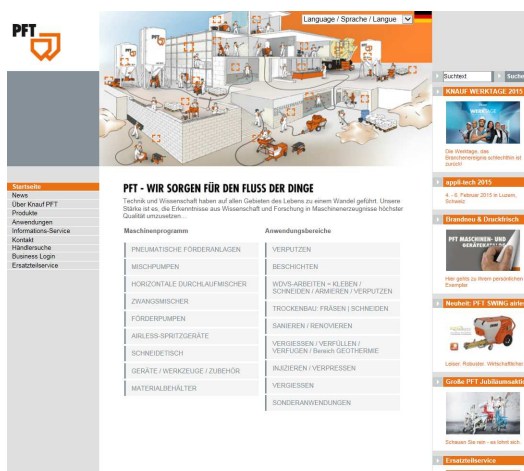 PFT
Language / Sprache / Langue
Suchtext
Suche
KNAUF WERKTAGE 2015
WERKTAGE
Die Werktage, das
Branchenereignis schlechthin ist
zurück!
appli-tech 2015
4. - 6. Februar 2015 in Luzern,
Schweiz
Brandneu & Druckfrisch
PFT MASCHINEN- UND
GERÄTEKATALOG
Hier gehts zu Ihrem persönlichen
Exemplar
Neuheit: PFT SWING airless
Leiser, Robuster, Wirtschaftlicher.
Große PFT Jubiläumsaktion
Schauen Sie rein - es lohnt sich
Ersatzteilservice
Startseite
News
Über Knauf PFT
Produkte
Anwendungen
Informations-Service
Kontakt
Händlersuche
Business Login
Ersatzteilservice
PFT - WIR SORGEN FÜR DEN FLUSS DER DINGE
Technik und Wissenschaft haben auf allen Gebieten des Lebens zu einem Wandel geführt. Unsere
Stärke ist es, die Erkenntnisse aus Wissenschaft und Forschung in Maschinenerzeugnisse höchster
Qualität umzusetzen...
Maschinenprogramm
PNEUMATISCHE FÖRDERANLAGEN
MISCHPUMPEN
HORIZONTALE DURCHLAUFMISCHER
ZWANGSMISCHER
FÖRDERPUMPEN
AIRLESS-SPRITZGERÄTE
SCHNEIDETISCH
GERÄTE / WERKZEUGE / ZUBEHÖR
MATERIALBEHÄLTER
Anwendungsbereiche
VERPUTZEN
BESCHICHTEN
WDVS-ARBEITEN = KLEBEN /
SCHNEIDEN / ARMIEREN / VERPUTZEN
TROCKENBAU: FRÄSEN | SCHNEIDEN
SANIEREN / RENOVIEREN
VERGIESSEN / VERFÜLLEN /
VERFUGEN / Bereich GEOTHERMIE
INJIZIEREN / VERPRESSEN
VERGIESSEN
SONDERANWENDUNGEN